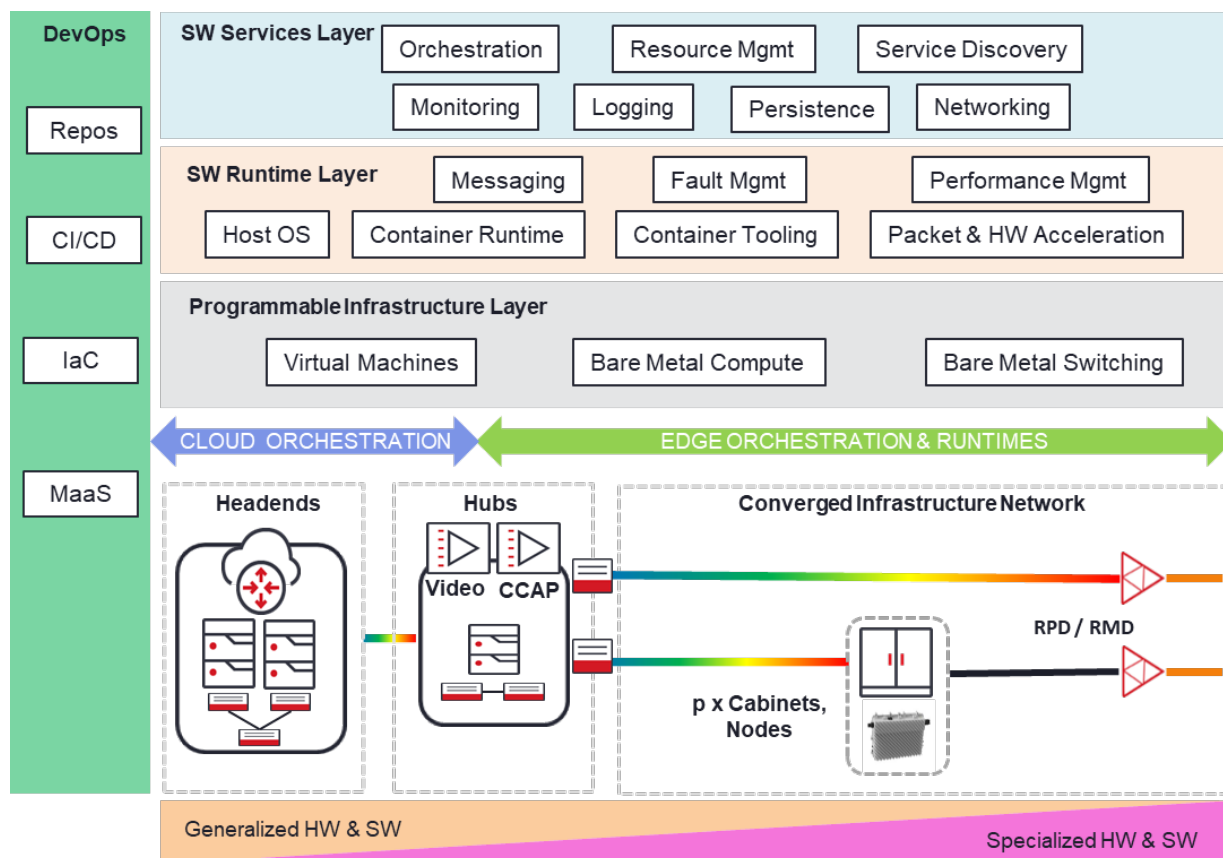 DevOps
Repos
CI/CD
IaC
MaaS
SW Services Layer
Orchestration
Resource Mgmt
Service Discovery
Monitoring
Logging
Persistence
Networking
SW Runtime Layer
Messaging
Fault Mgmt
Performance Mgmt
Host OS
Container Runtime
Container Tooling
Packet & HW Acceleration
Programmable Infrastructure Layer
Virtual Machines
Bare Metal Compute
Bare Metal Switching
CLOUD ORCHESTRATION
EDGE ORCHESTRATION & RUNTIMES
Headends
Hubs
Video
CCAP
Converged Infrastructure Network
RPD / RMD
p x Cabinets,
Nodes
Generalized HW & SW
Specialized HW & SW